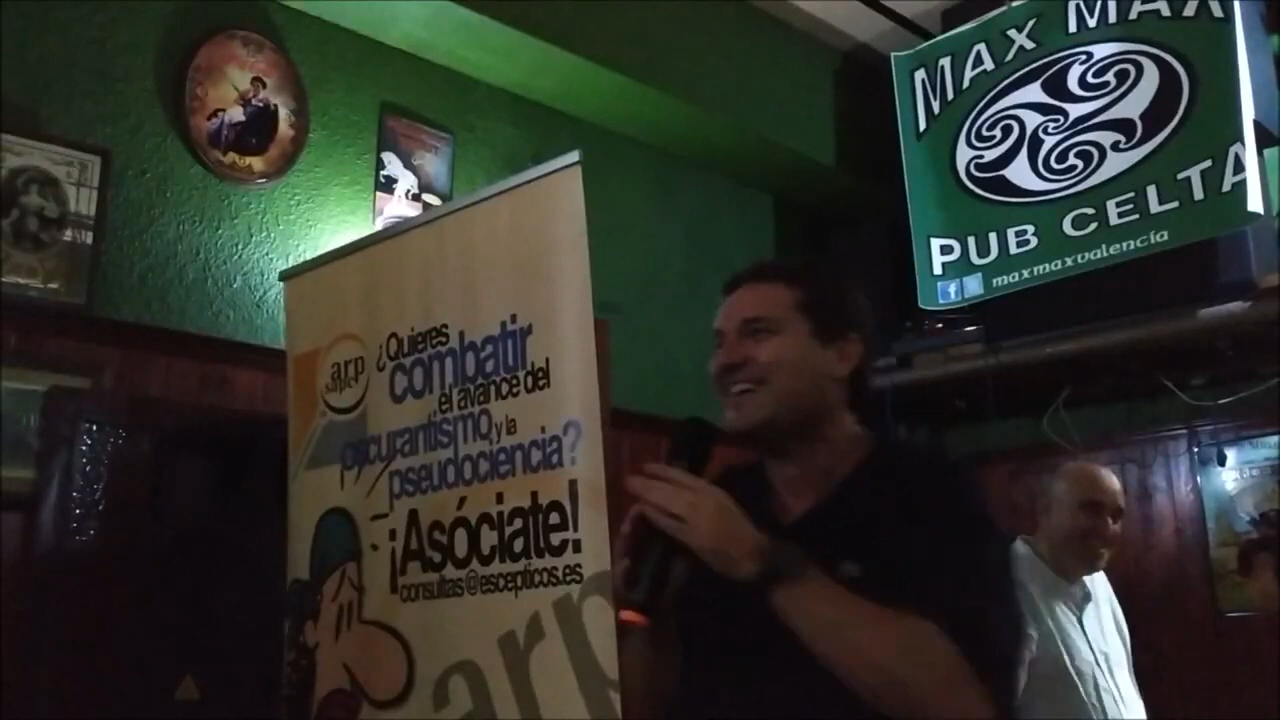 MAX MAX
PUB CELTA
f maxmaxvalencia
arp
sapc
¿Quieres
combatir
el avance del
oscurantismo y la
pseudociencia?
¡Asóciate!
consultas@escepticos.es
arp